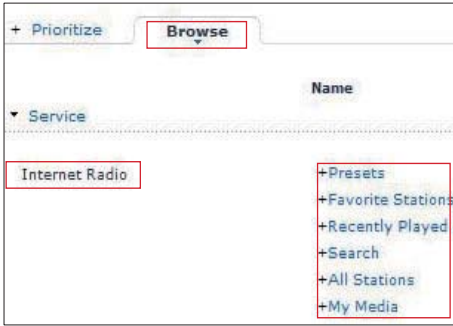 + Prioritize Browse
Name
Service
Internet Radio +Presets
+Favorite Stations
+Recently Played
+Search
+All Stations
+My Media